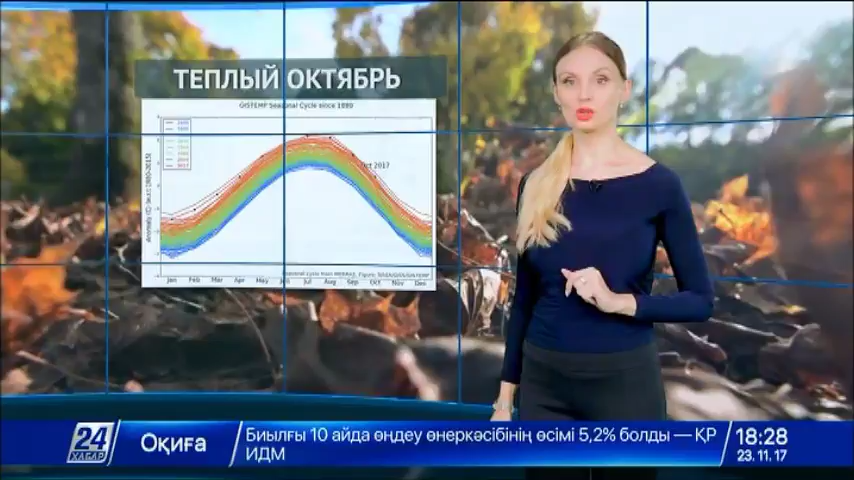 ТЕПЛЫЙ ОКТЯБРЬ
GISTEMP Seasonal Cycle since 1880
Oct 2017
Jan Feb Mar Apr May Jun Jul Aug Sep Oct Nov Dec
24
ХАБАР
Оқиға
Биылғы 10 айда өңдеу өнеркәсібінің өсімі 5,2% болды — ҚР
ИДМ
18:28
23.11.17